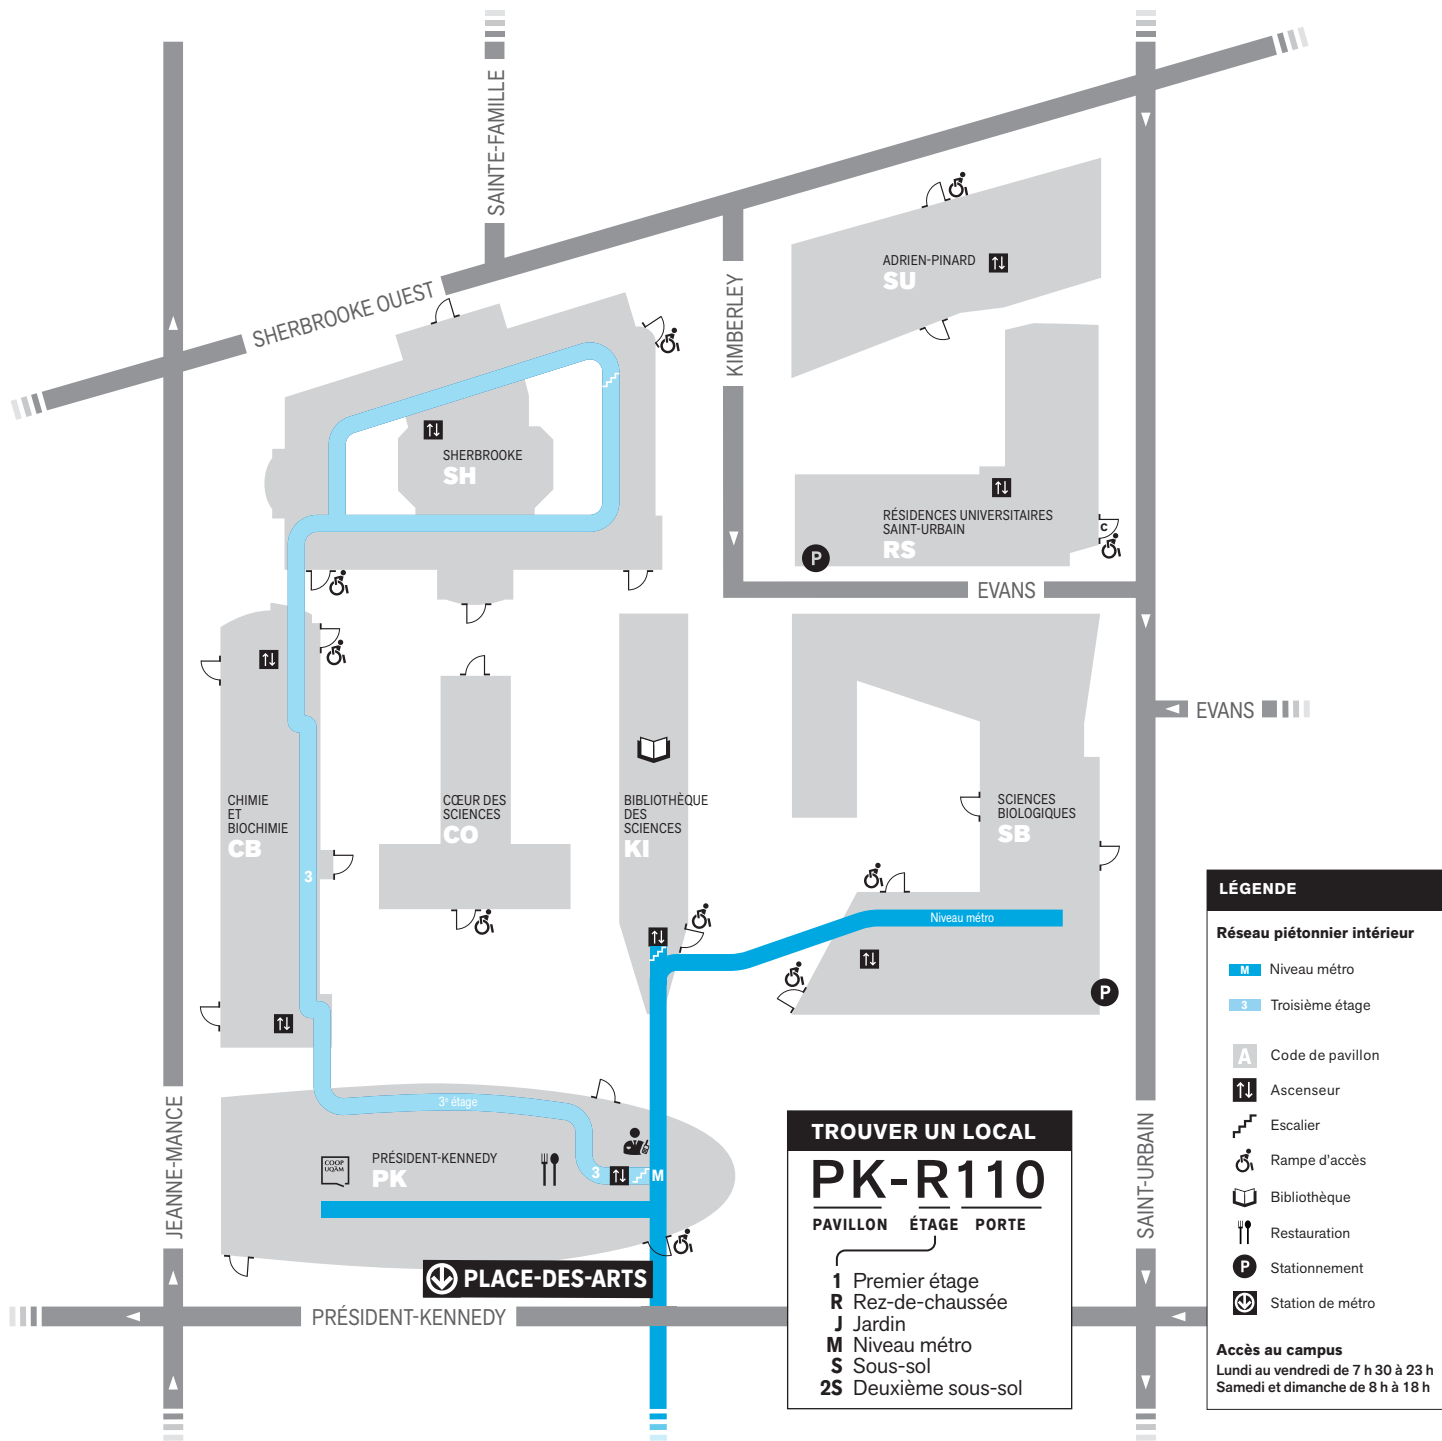 SAINTE-FAMILLE
SHERBROOKE OUEST
KIMBERLEY
ADRIEN-PINARD
SU
SHERBROOKE
SH
RÉSIDENCES UNIVERSITAIRES
SAINT-URBAIN
RS
C
P
EVANS
EVANS
CHIMIE
ET
BIOCHIMIE
CB
3
CŒUR DES
SCIENCES
CO
BIBLIOTHÈQUE
DES
SCIENCES
KI
SCIENCES
BIOLOGIQUES
SB
Niveau métro
P
3e étage
COOP
UQÀM
PRÉSIDENT-KENNEDY
PK
3
M
JEANNE-MANCE
SAINT-URBAIN
PLACE-DES-ARTS
PRÉSIDENT-KENNEDY
TROUVER UN LOCAL
PK-R110
PAVILLON ÉTAGE PORTE
1 Premier étage
R Rez-de-chaussée
J Jardin
M Niveau métro
S Sous-sol
2S Deuxième sous-sol
LÉGENDE
Réseau piétonnier intérieur
M Niveau métro
3 Troisième étage
A Code de pavillon
Ascenseur
Escalier
Rampe d'accès
Bibliothèque
Restauration
P Stationnement
Station de métro
Accès au campus
Lundi au vendredi de 7 h 30 à 23 h
Samedi et dimanche de 8 h à 18 h